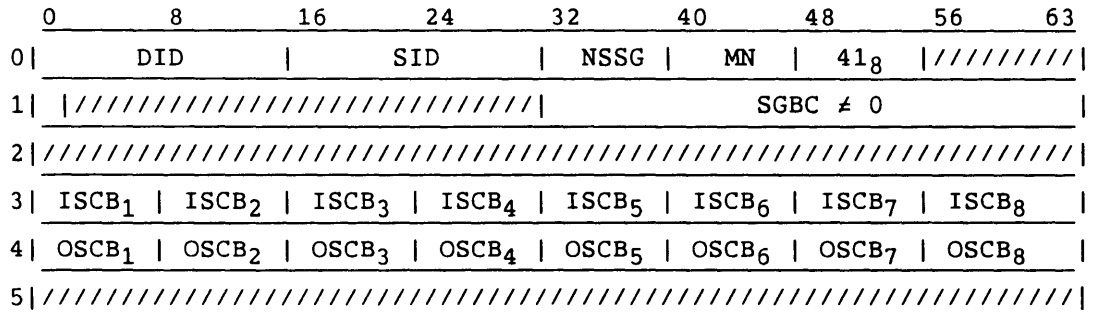 0 8 16 24 32 40 48 56 63
0| DID | SID | NSSG | MN | 41₈ |/////////|
1| |/////////////////////////////| SGBC ≠ 0 |
2|/////////////////////////////////////////////////////////////////|
3| ISCB₁ | ISCB₂ | ISCB₃ | ISCB₄ | ISCB₅ | ISCB₆ | ISCB₇ | ISCB₈ |
4| OSCB₁ | OSCB₂ | OSCB₃ | OSCB₄ | OSCB₅ | OSCB₆ | OSCB₇ | OSCB₈ |
5|/////////////////////////////////////////////////////////////////|